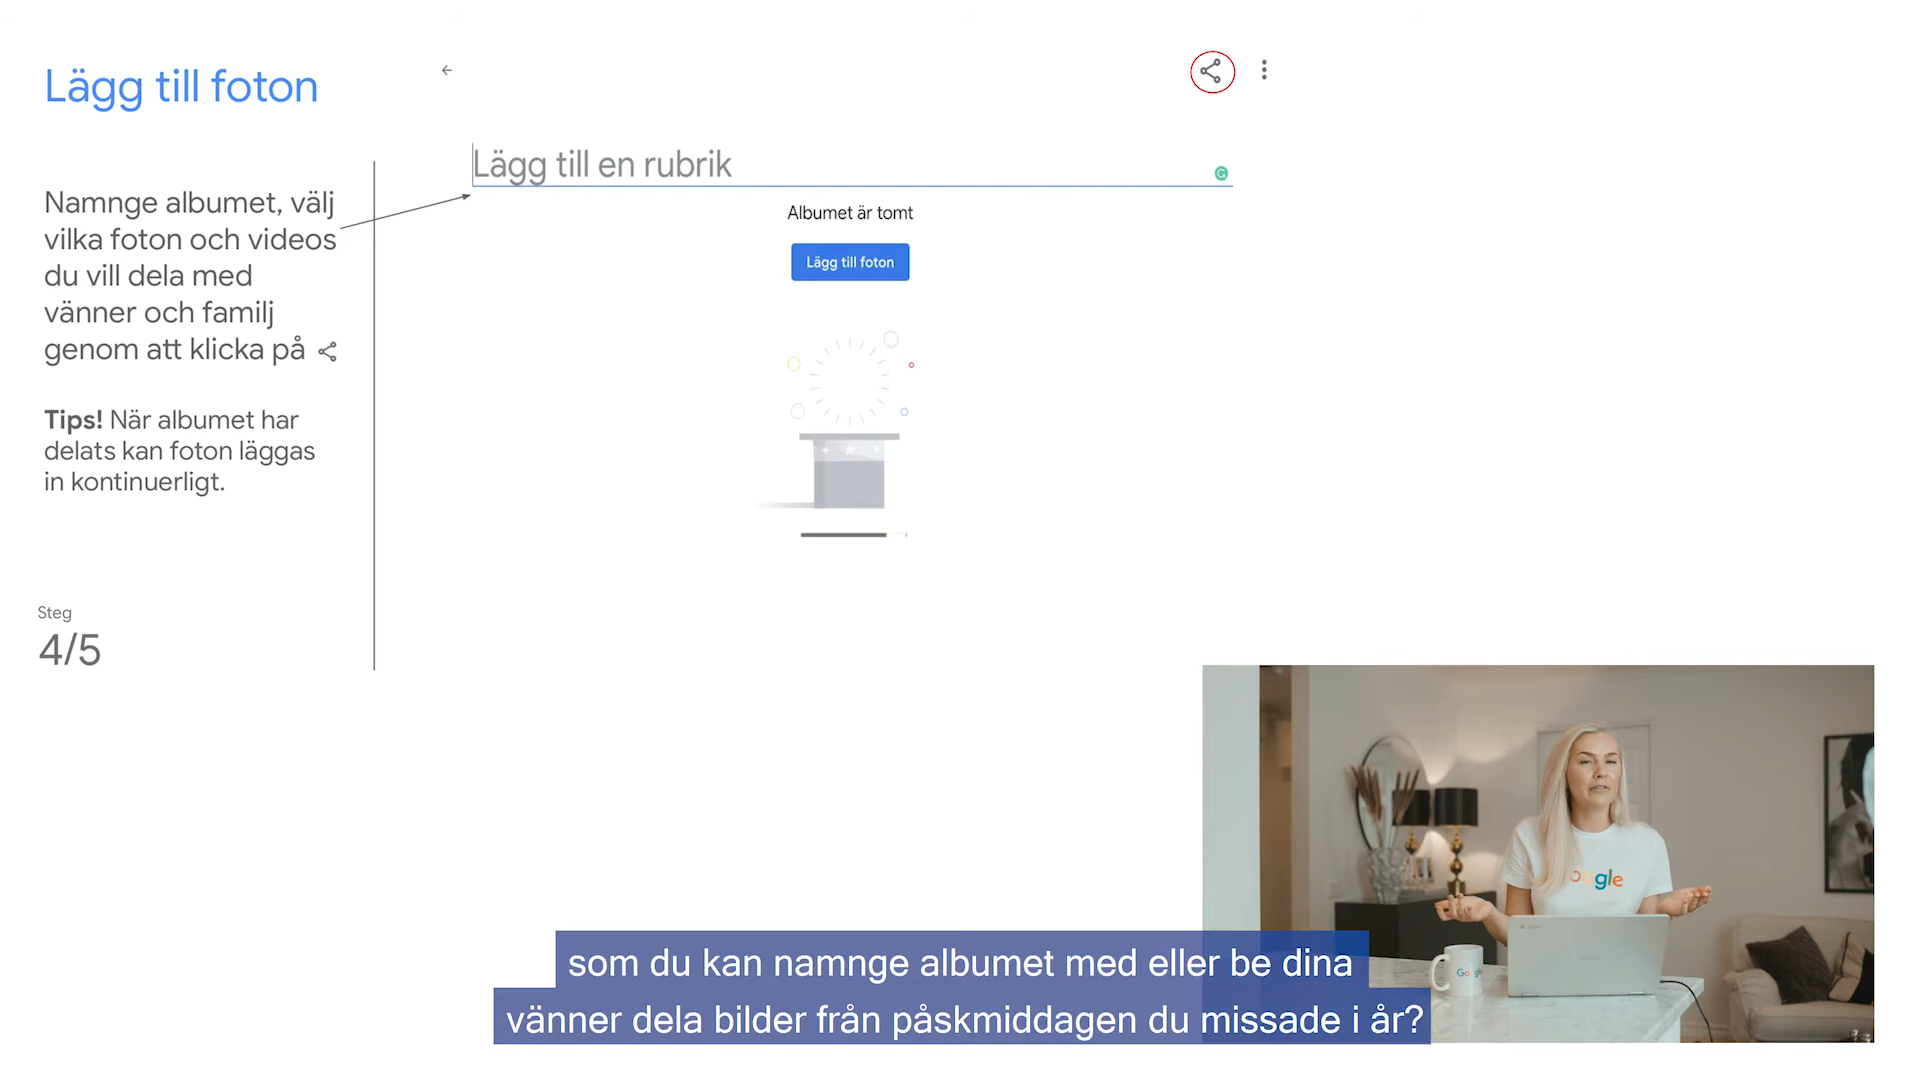 Lägg till foton
Namnge albumet, välj
vilka foton och videos
du vill dela med
vänner och familj
genom att klicka på
Tips! När albumet har
delats kan foton läggas
in kontinuerligt.
Steg
4/5
Lägg till en rubrik
Albumet är tomt
Lägg till foton
oogle
Google
som du kan namnge albumet med eller be dina
vänner dela bilder från påskmiddagen du missade i år?